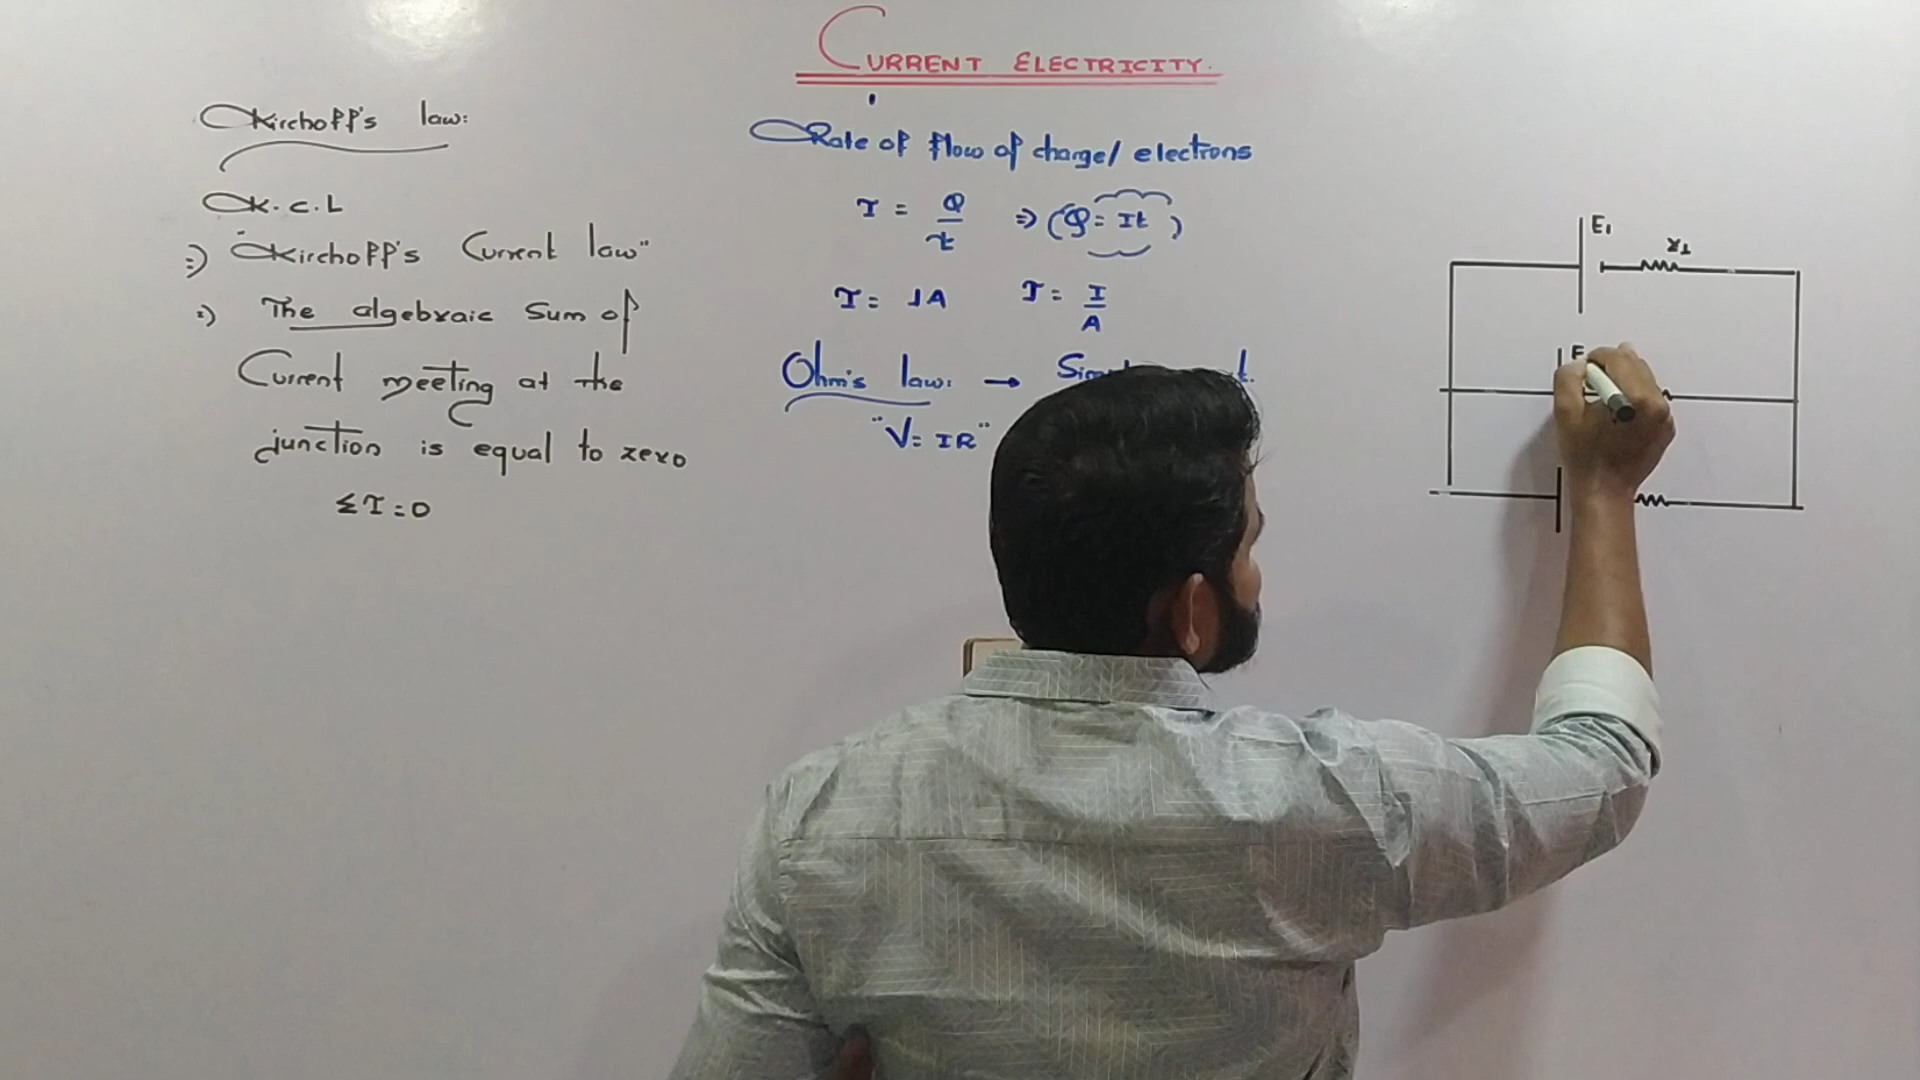 CURRENT ELECTRICITY.
Kirchoff's law:
K.C.L
=) Kirchoff's Current law"
=) The algebraic Sum of
Current meeting at the
junction is equal to zero
ΣI=0
Rate of flow of charge/ electrons
I = Q/t => (Q= It)
I= 1A J= I/A
Ohm's law: →
"V= IR"
E1